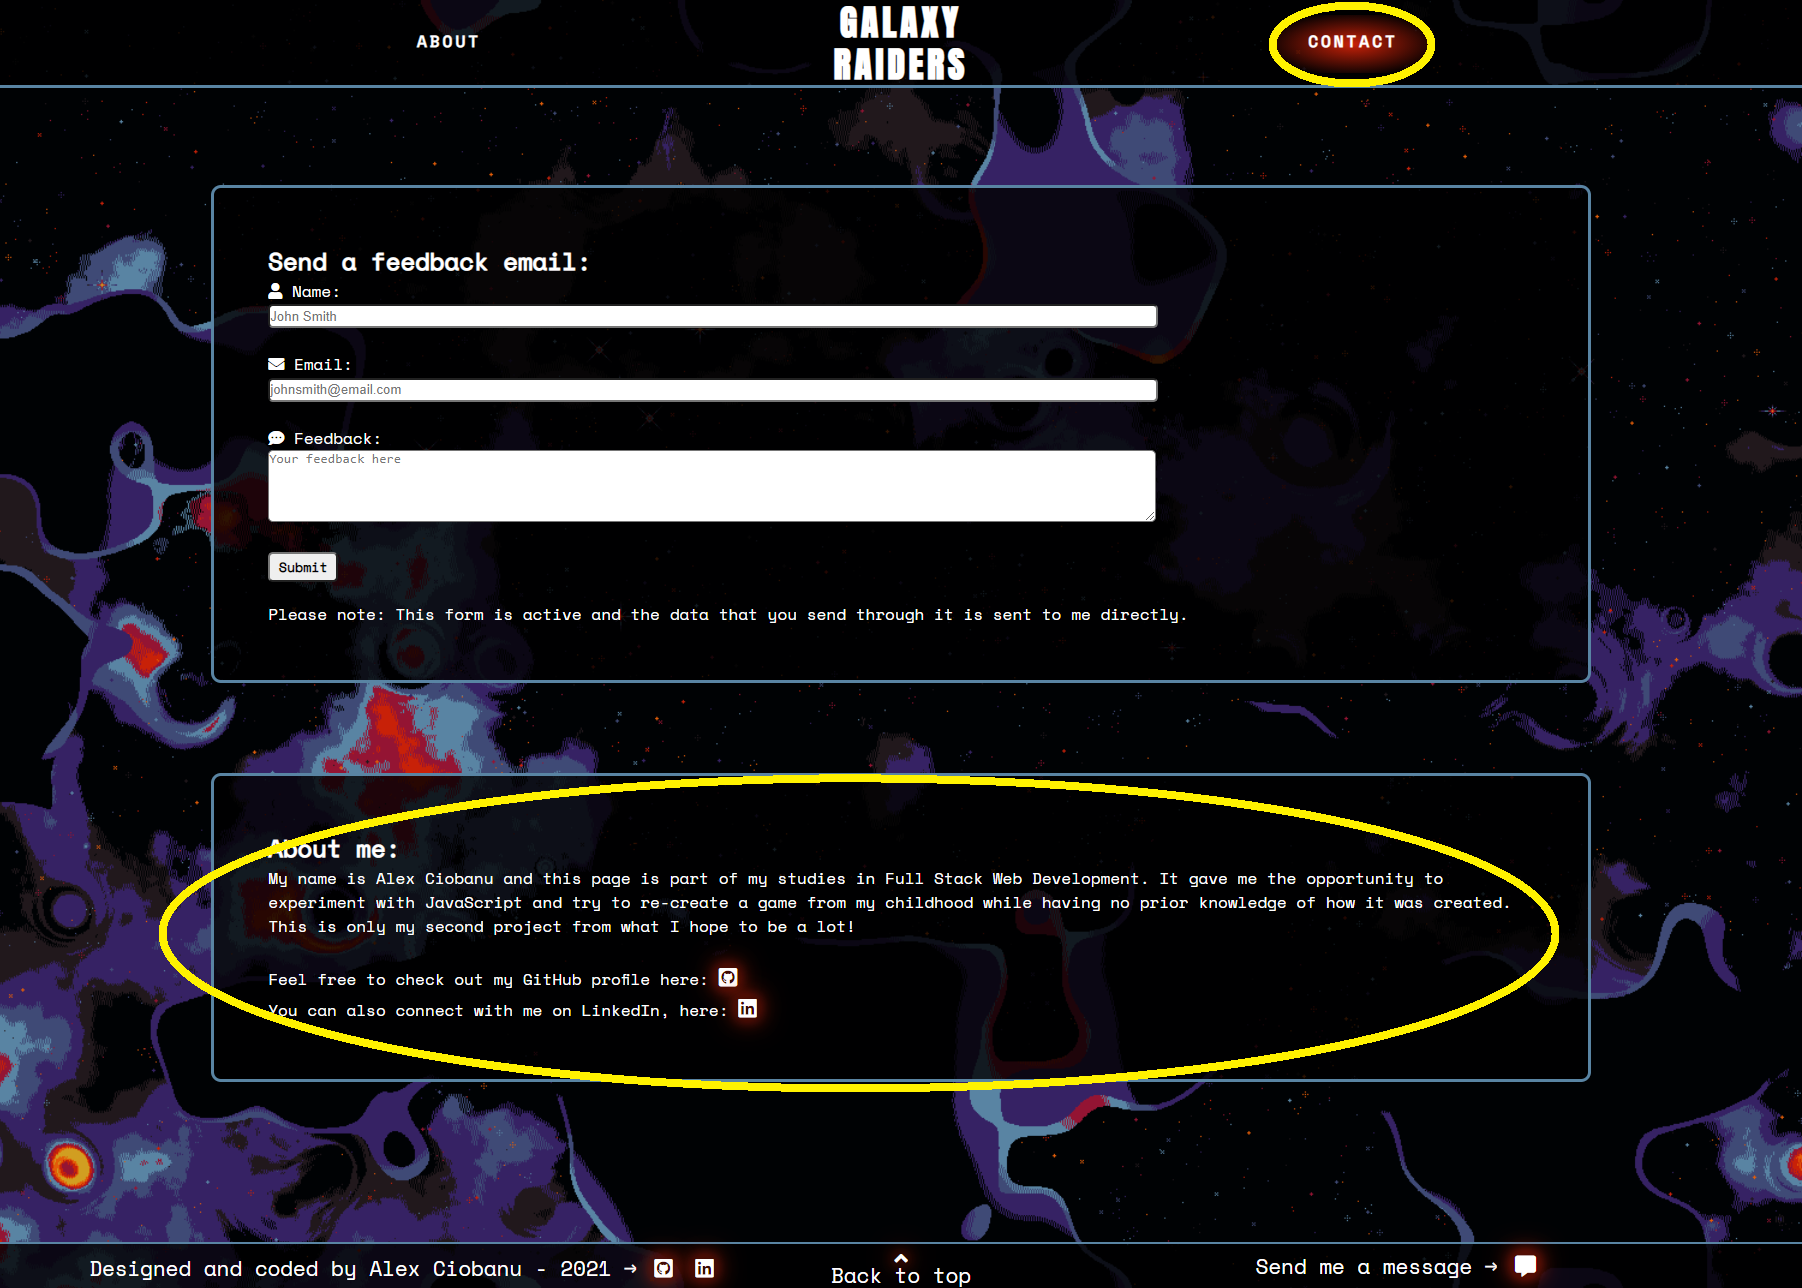 ABOUT
GALAXY
RAIDERS
CONTACT
Send a feedback email:
Name:
John Smith
Email:
johnsmith@email.com
Feedback:
Your feedback here
Submit
Please note: This form is active and the data that you send through it is sent to me directly.
About me:
My name is Alex Ciobanu and this page is part of my studies in Full Stack Web Development. It gave me the opportunity to
experiment with JavaScript and try to re-create a game from my childhood while having no prior knowledge of how it was created.
This is only my second project from what I hope to be a lot!
Feel free to check out my GitHub profile here:
You can also connect with me on LinkedIn, here: in
Designed and coded by Alex Ciobanu - 2021 → in
Back to top
Send me a message →